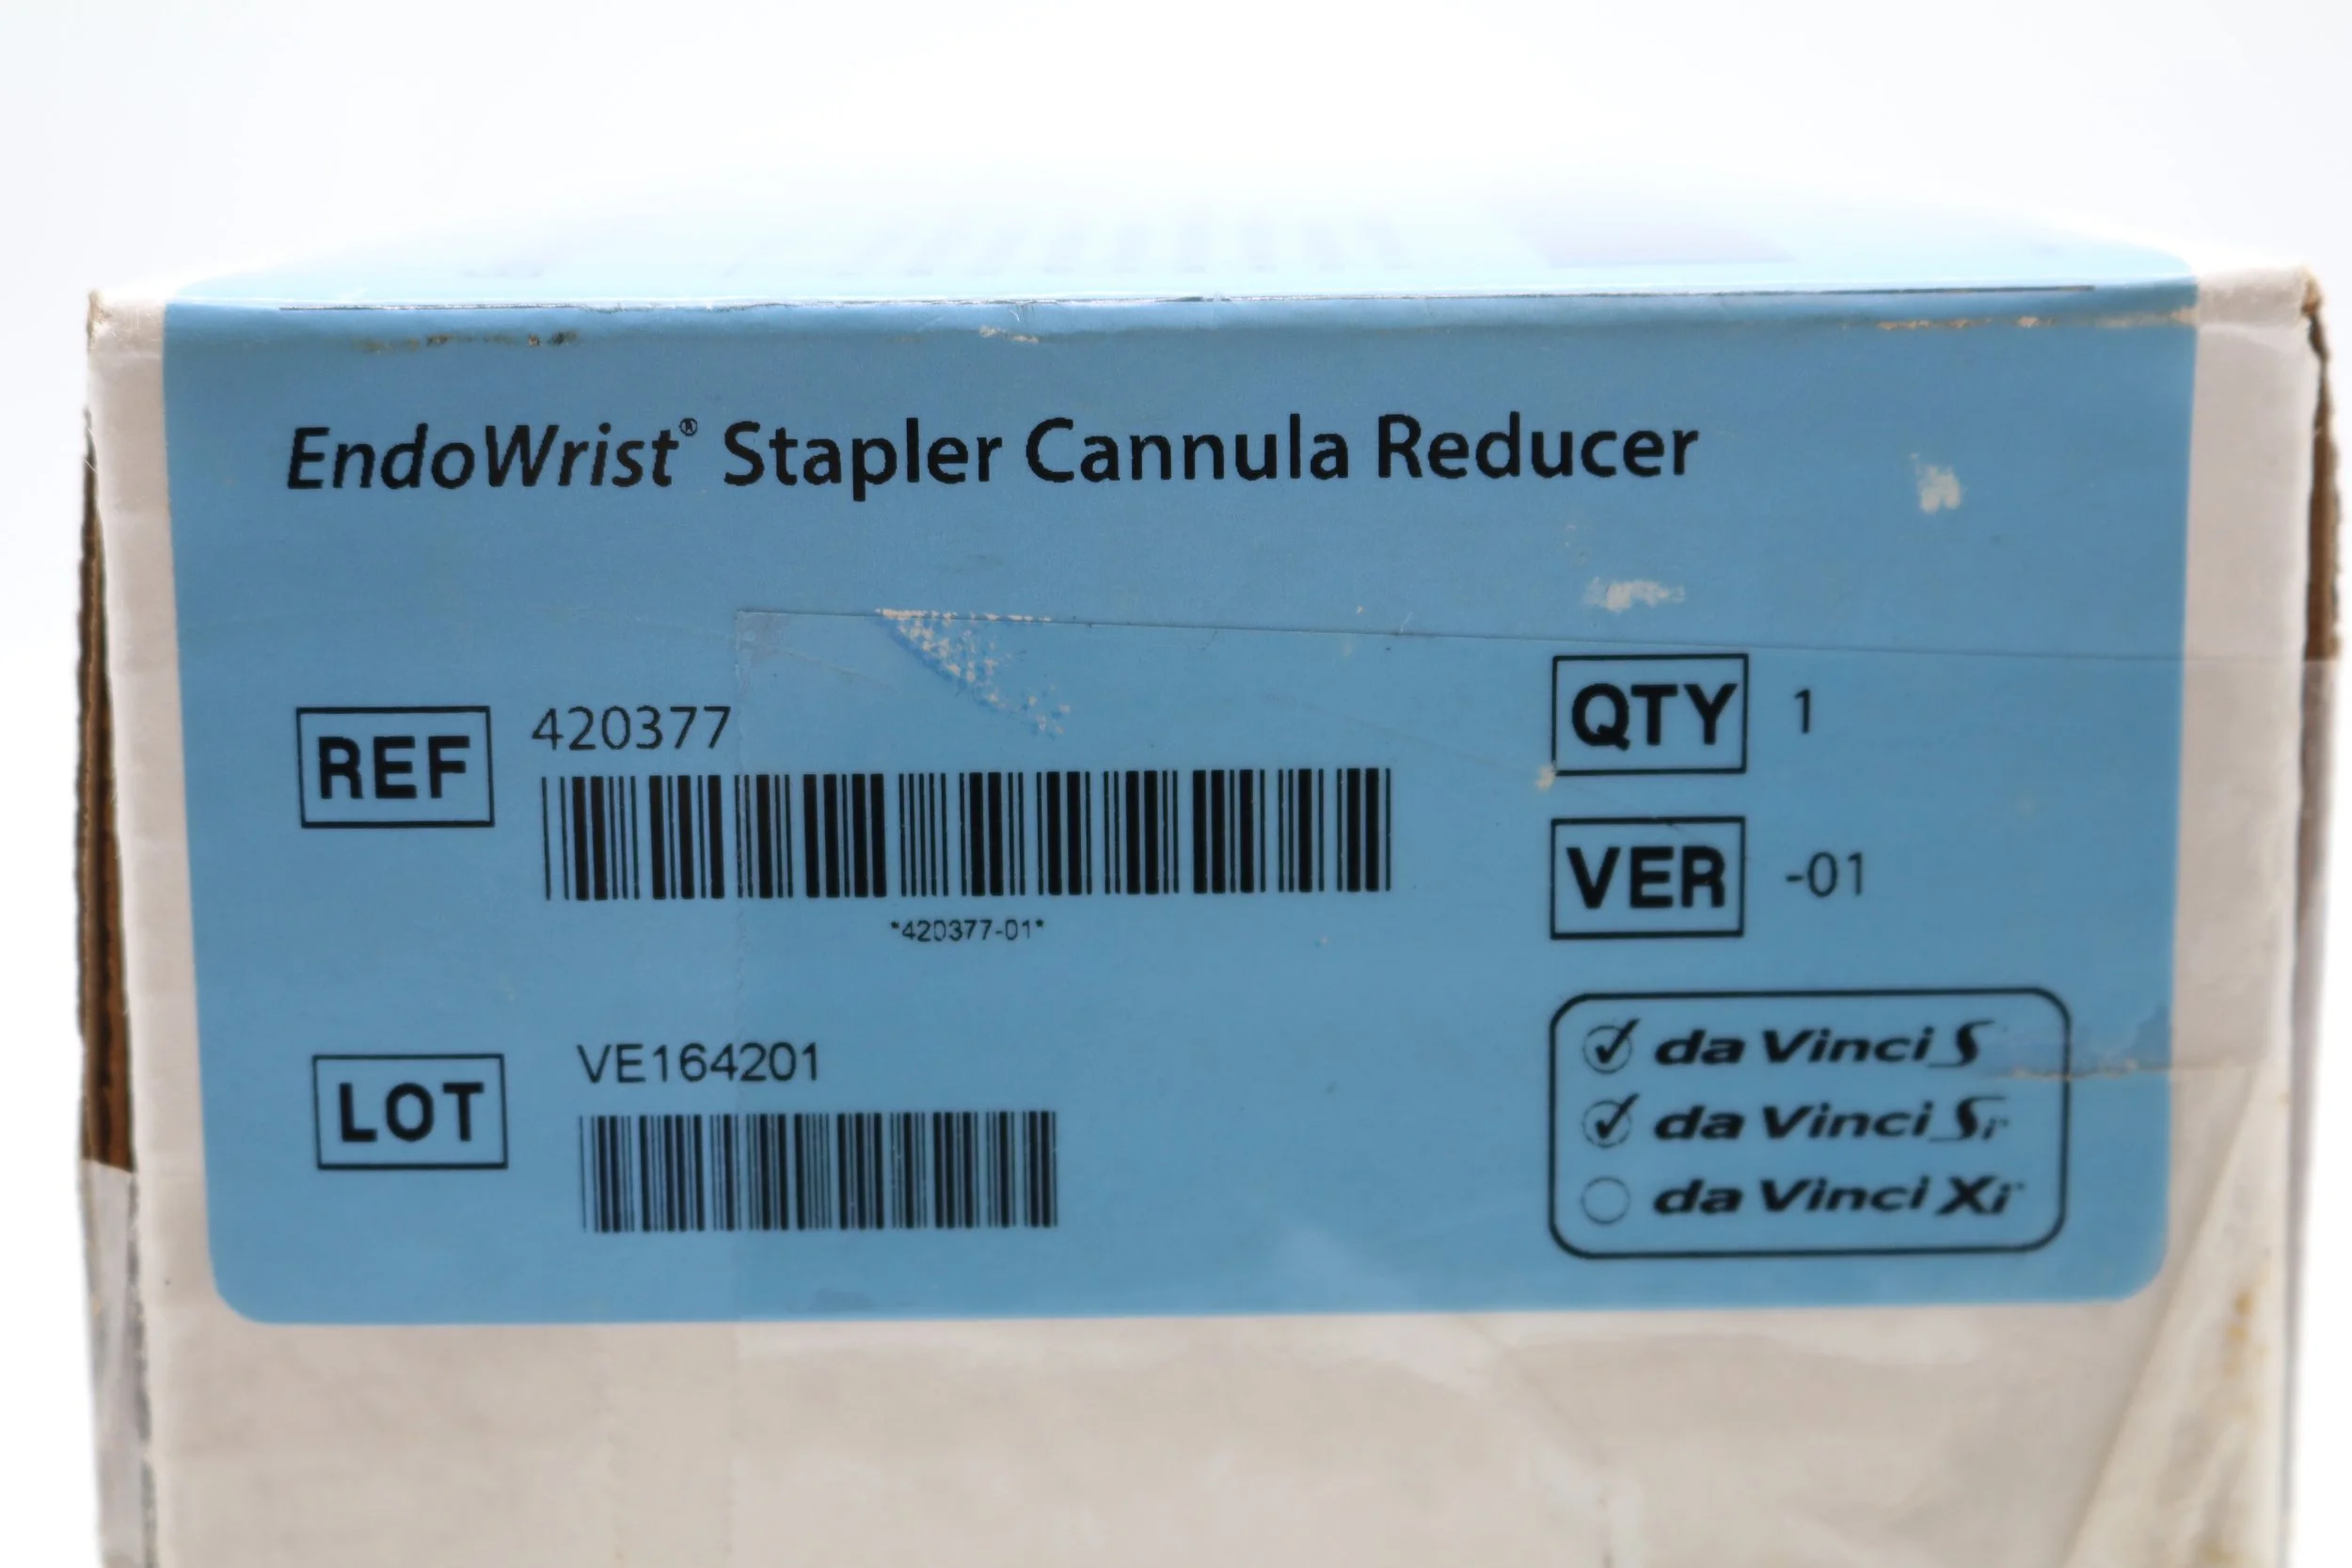 EndoWrist® Stapler Cannula Reducer
REF 420377
*420377-01*
QTY 1
VER -01
LOT VE164201
da Vinci S
da Vinci Si
da Vinci Xi